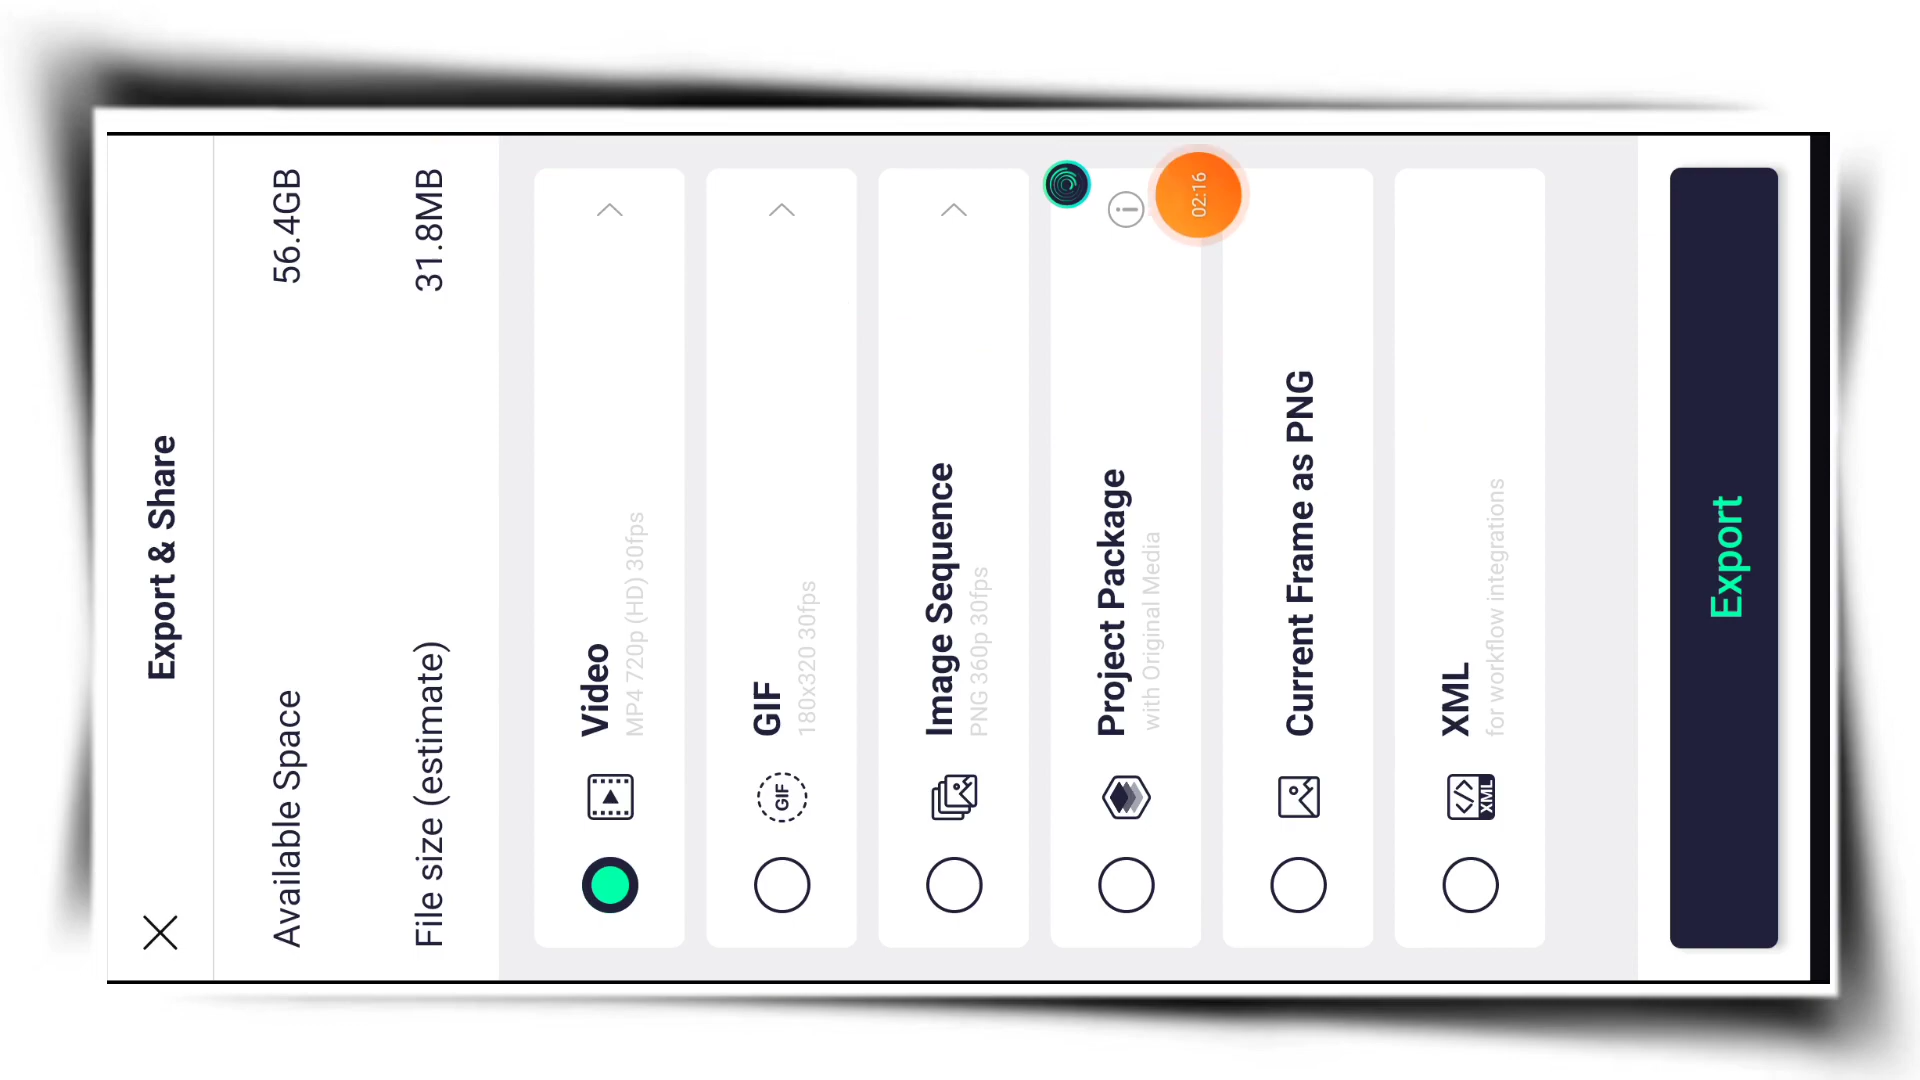 Export & Share
Available Space 56.4GB
File size (estimate) 31.8MB
Video
MP4 720p (HD) 30fps
GIF
GIF
180x320 30fps
Image Sequence
PNG 360p 30fps
Project Package
with Original Media
02:16
Current Frame as PNG
XML
XML
for workflow integrations
Export